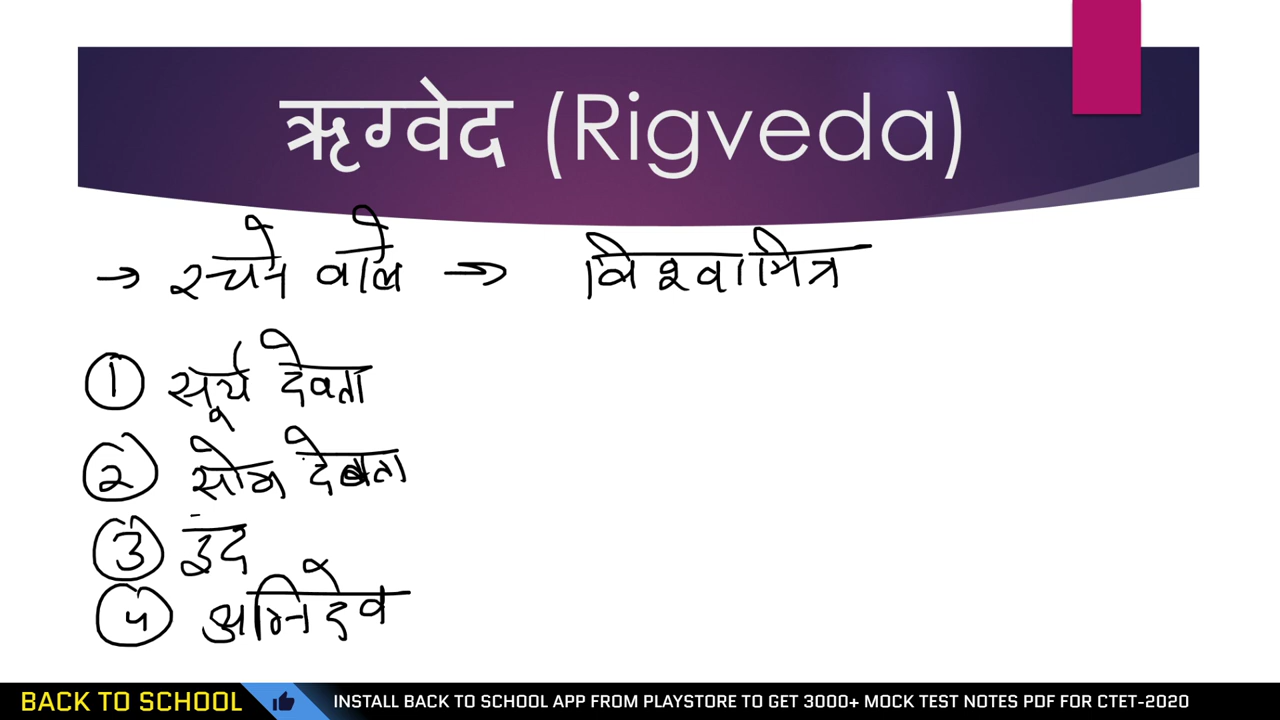 ऋग्वेद (Rigveda)
→ रचने वाले → विश्वामित्र
① सूर्य देवता
② सोम देवता
③ इंद्र
④ अग्निदेव
BACK TO SCHOOL INSTALL BACK TO SCHOOL APP FROM PLAYSTORE TO GET 3000+ MOCK TEST NOTES PDF FOR CTET-2020